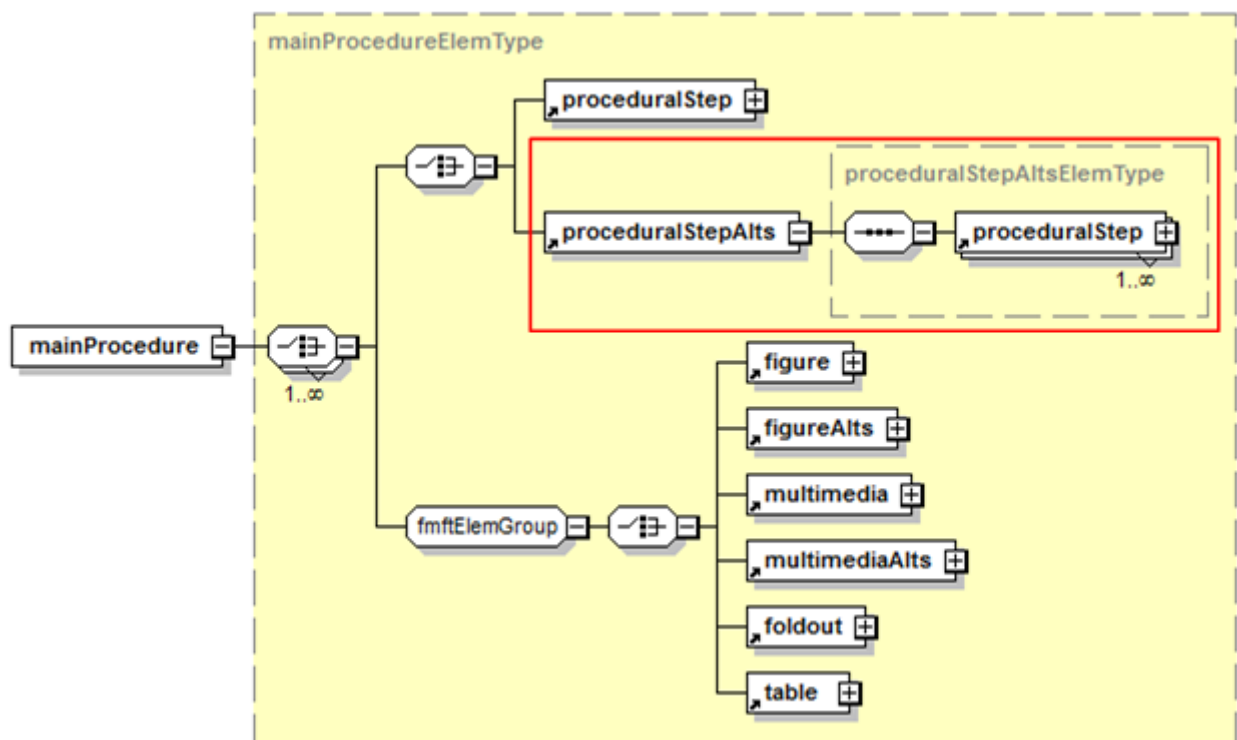 mainProcedureElemType
proceduralStep
proceduralStepAltsElemType
proceduralStepAlts
proceduralStep
1..∞
mainProcedure
1..∞
figure
figureAlts
multimedia
fmftElemGroup
multimediaAlts
foldout
table